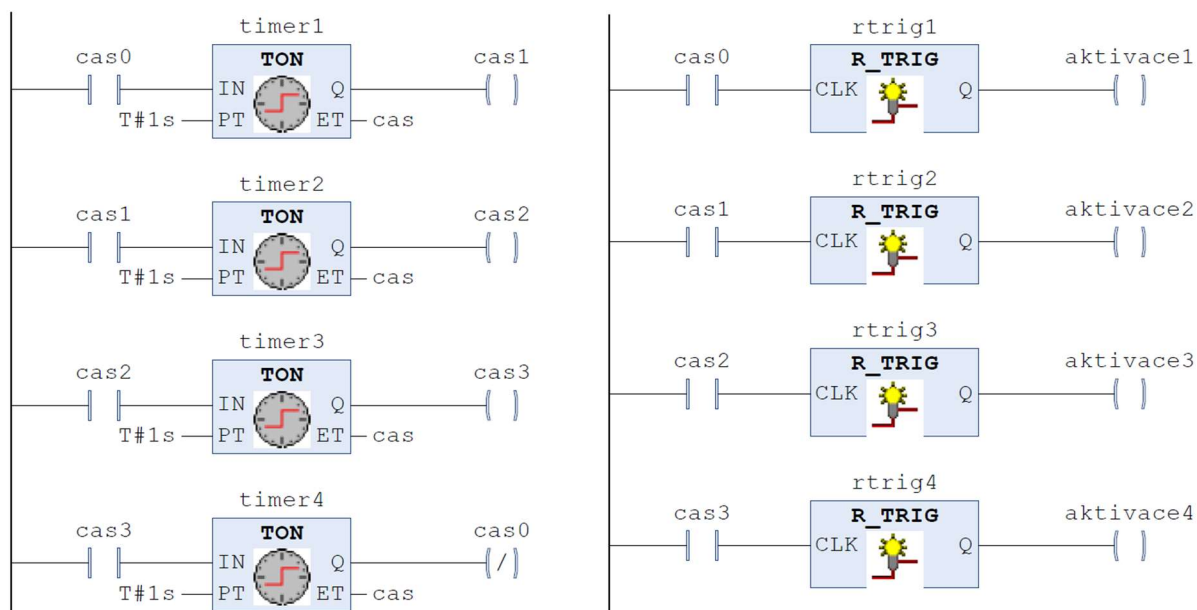 timer1
cas0 TON cas1
IN Q
T#1s PT ET cas
timer2
cas1 TON cas2
IN Q
T#1s PT ET cas
timer3
cas2 TON cas3
IN Q
T#1s PT ET cas
timer4
cas3 TON cas0
IN Q /
T#1s PT ET cas
rtrig1
cas0 R_TRIG aktivace1
CLK Q
rtrig2
cas1 R_TRIG aktivace2
CLK Q
rtrig3
cas2 R_TRIG aktivace3
CLK Q
rtrig4
cas3 R_TRIG aktivace4
CLK Q